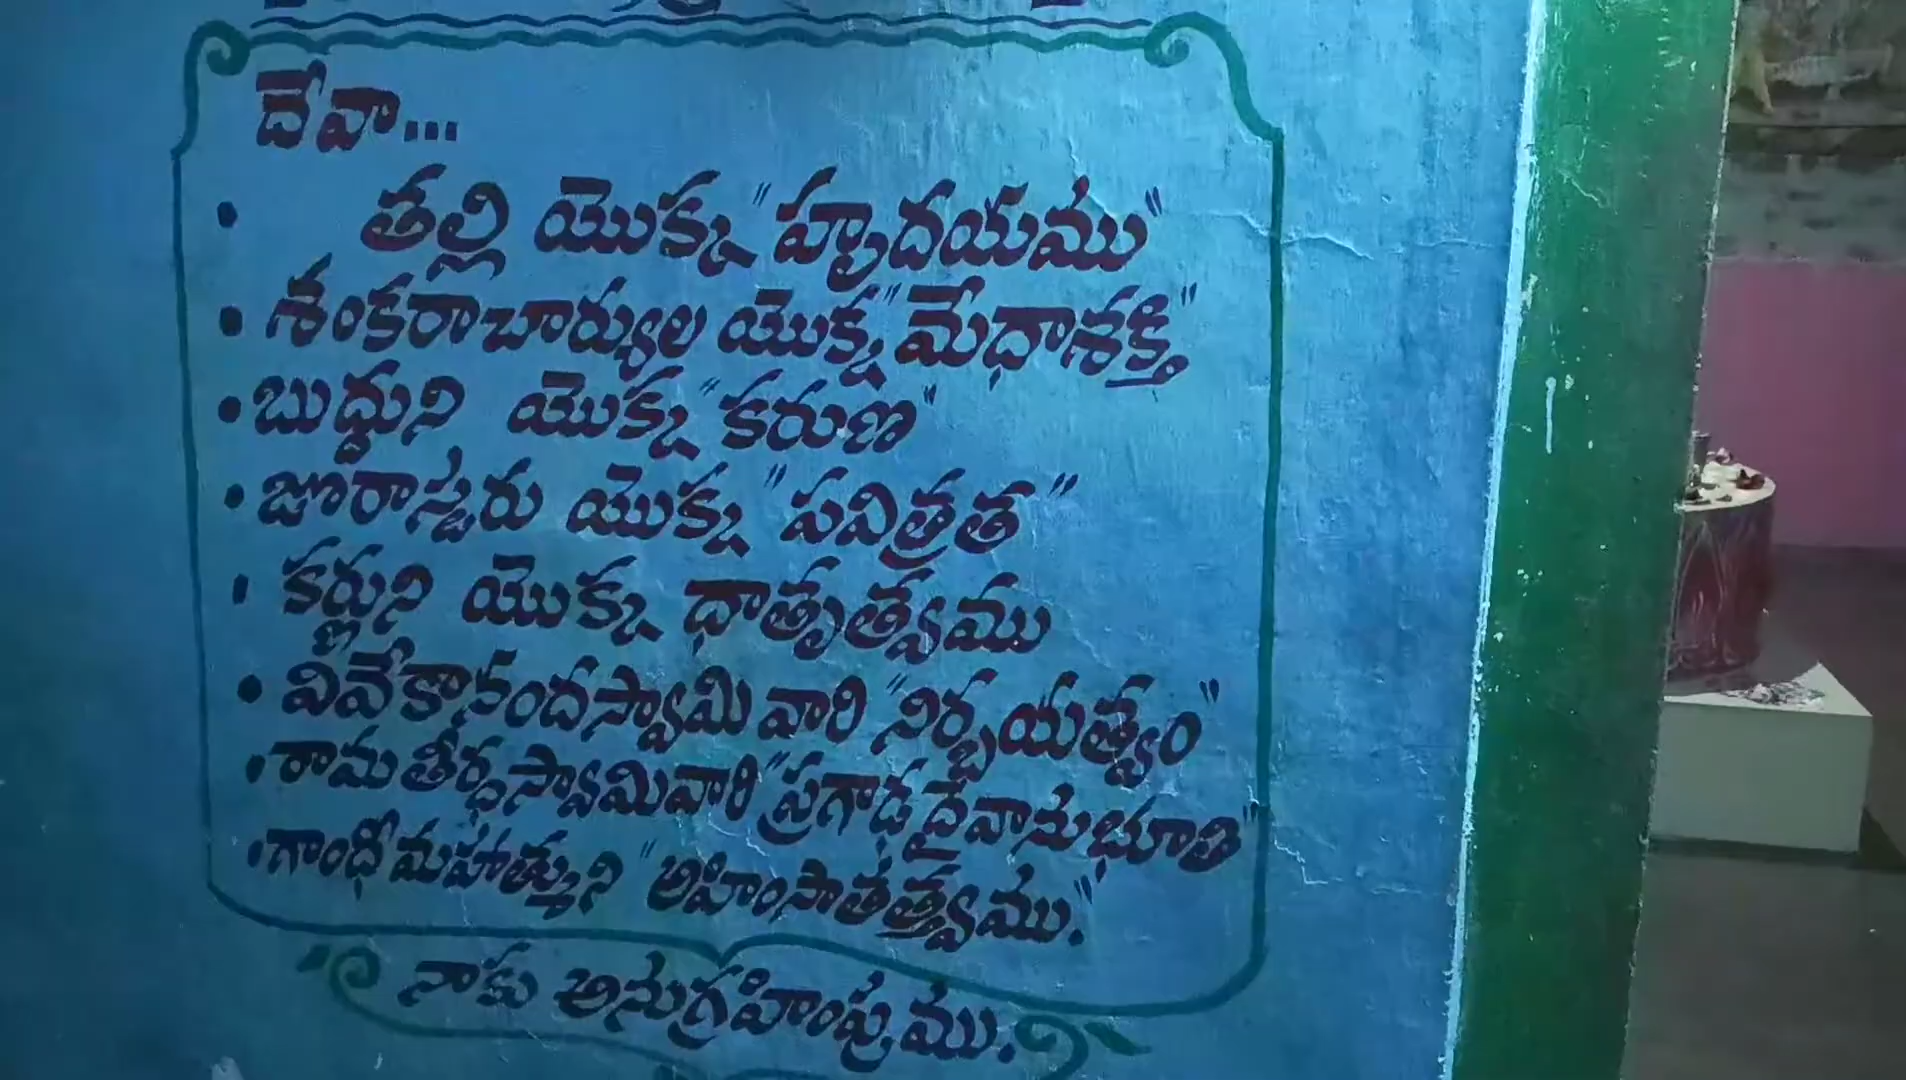 దేవా...
• తల్లి యొక్క "హృదయము"
• శంకరాచార్యుల యొక్క "మేధాశక్తి"
• బుద్ధుని యొక్క "కరుణ"
• జొరాస్టరు యొక్క "పవిత్రత"
• కర్ణుని యొక్క ధాతృత్వము
• వివేకానందస్వామి వారి "నిర్భయత్వం"
• రామతీర్థస్వామివారి "ప్రగాఢ దైవానుభూతి"
• గాంధీమహాత్ముని "అహింసాతత్త్వము."
నాకు అనుగ్రహింపుము.